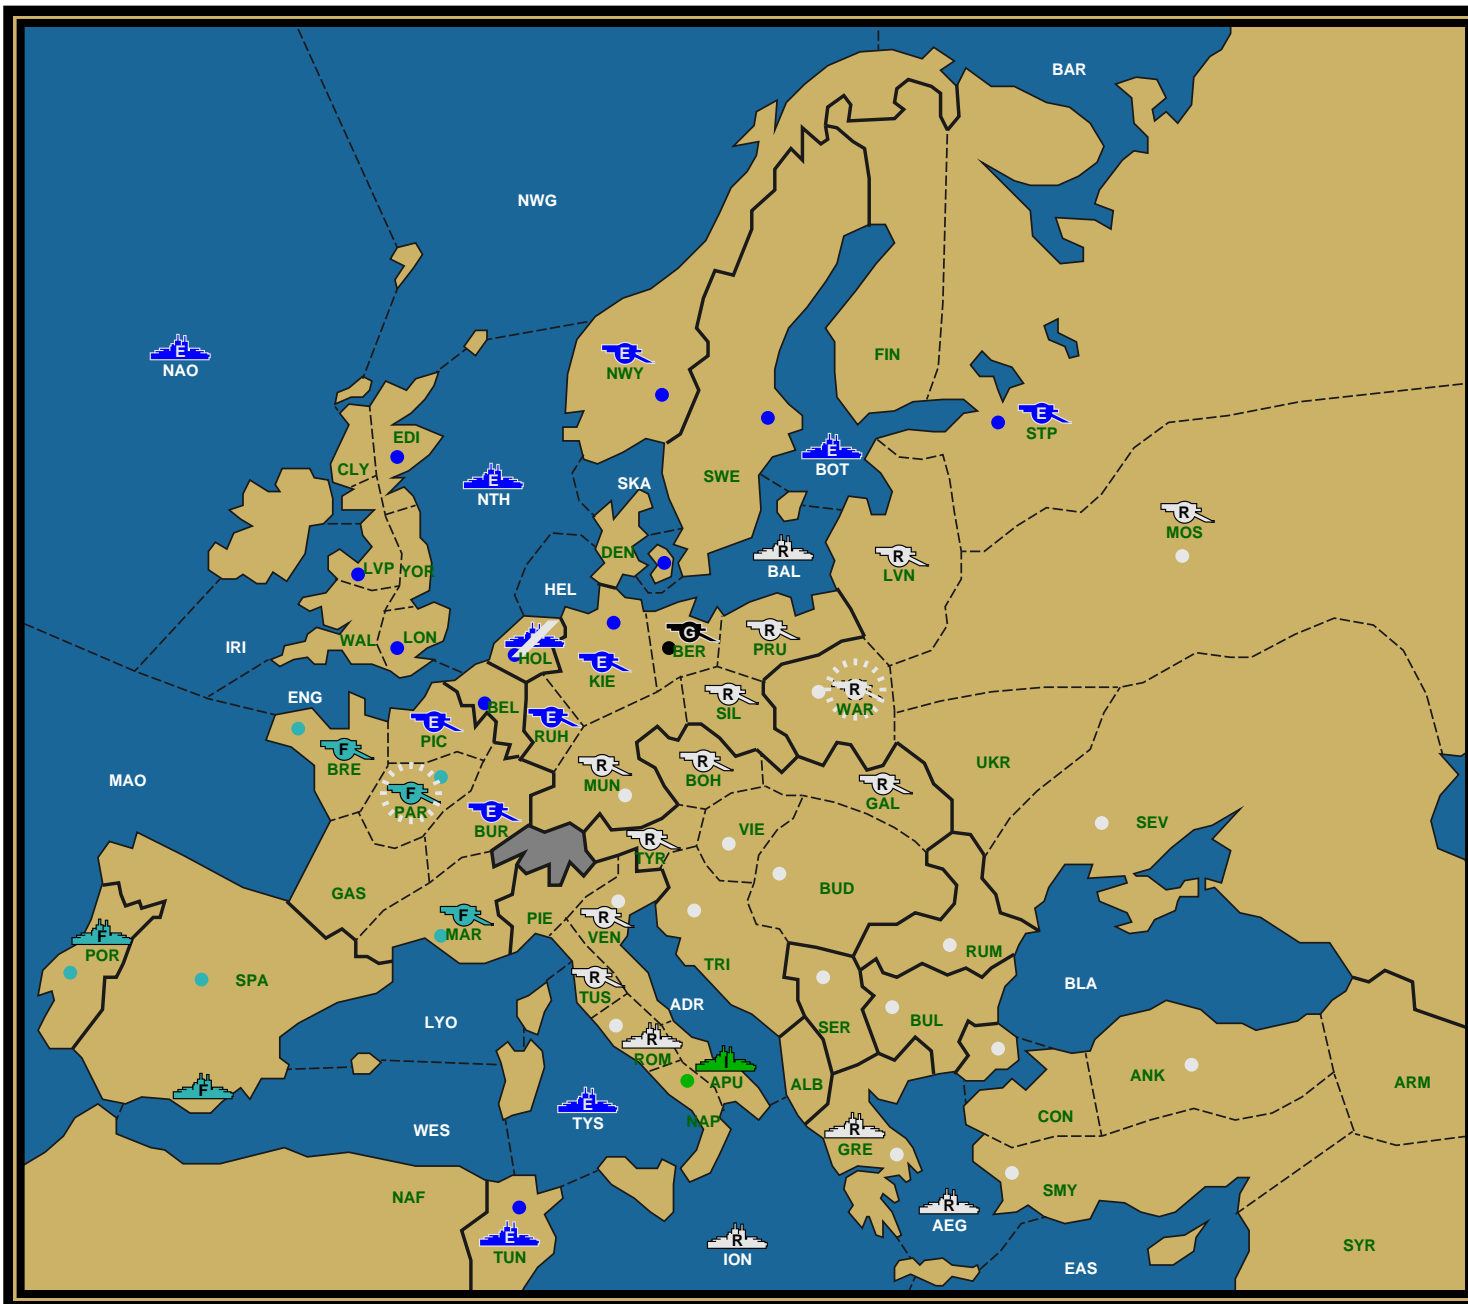 BAR
NWG
E
NAO
E
NWY
FIN
E
STP
EDI
CLY
E
BOT
SWE
E
NTH
SKA
R
MOS
R
BAL
R
LVN
DEN
LVP
YOR
HEL
WAL
LON
IRI
HOL
G
BER
R
PRU
E
KIE
ENG
BEL
E
PIC
E
RUH
R
SIL
R
WAR
F
BRE
MAO
R
MUN
R
BOH
UKR
R
GAL
F
PAR
E
BUR
VIE
SEV
R
TYR
BUD
GAS
F
MAR
PIE
R
VEN
F
POR
SPA
TRI
RUM
R
TUS
BLA
ADR
LYO
SER
BUL
R
ROM
I
APU
ALB
ANK
ARM
F
E
TYS
NAP
CON
WES
R
GRE
NAF
SMY
R
AEG
E
TUN
R
ION
SYR
EAS